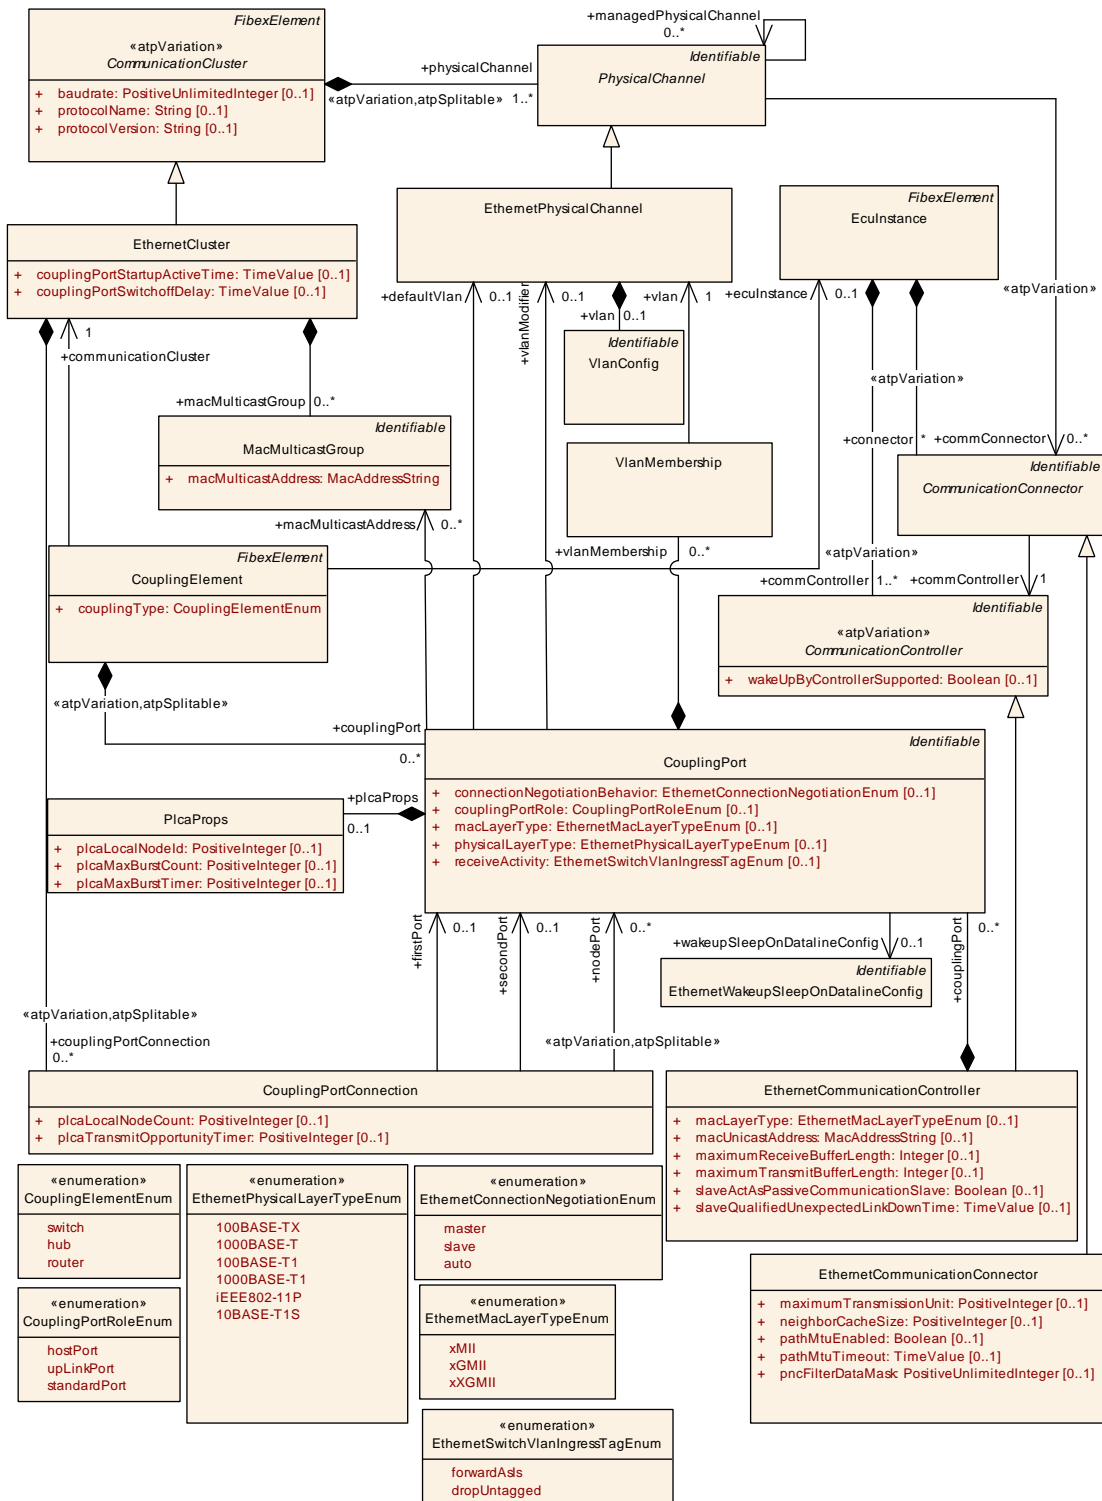 FibexElement
«atpVariation»
CommunicationCluster
+ baudrate: PositiveUnlimitedInteger [0..1]
+ protocolName: String [0..1]
+ protocolVersion: String [0..1]
+physicalChannel
«atpVariation,atpSplitable»
1..*
+managedPhysicalChannel
0..*
Identifiable
PhysicalChannel
EthernetPhysicalChannel
FibexElement
EcuInstance
EthernetCluster
+ couplingPortStartupActiveTime: TimeValue [0..1]
+ couplingPortSwitchoffDelay: TimeValue [0..1]
+defaultVlan
0..1
+vlanModifier
0..1
+vlan
0..1
+vlan
1
+ecuInstance
0..1
«atpVariation»
1
+communicationCluster
Identifiable
VlanConfig
«atpVariation»
+macMulticastGroup
0..*
Identifiable
MacMulticastGroup
+ macMulticastAddress: MacAddressString
VlanMembership
+connector
*
+commConnector
0..*
Identifiable
CommunicationConnector
+macMulticastAddress
0..*
+vlanMembership
0..*
FibexElement
CouplingElement
+ couplingType: CouplingElementEnum
«atpVariation»
+commController
1..*
+commController
1
Identifiable
«atpVariation»
CommunicationController
+ wakeUpByControllerSupported: Boolean [0..1]
«atpVariation,atpSplitable»
+couplingPort
0..*
Identifiable
CouplingPort
+ connectionNegotiationBehavior: EthernetConnectionNegotiationEnum [0..1]
+ couplingPortRole: CouplingPortRoleEnum [0..1]
+ macLayerType: EthernetMacLayerTypeEnum [0..1]
+ physicalLayerType: EthernetPhysicalLayerTypeEnum [0..1]
+ receiveActivity: EthernetSwitchVlanIngressTagEnum [0..1]
+plcaProps
0..1
PlcaProps
+ plcaLocalNodeId: PositiveInteger [0..1]
+ plcaMaxBurstCount: PositiveInteger [0..1]
+ plcaMaxBurstTimer: PositiveInteger [0..1]
+firstPort
0..1
+secondPort
0..1
+nodePort
0..*
+wakeupSleepOnDatalineConfig
0..1
+couplingPort
0..*
Identifiable
EthernetWakeupSleepOnDatalineConfig
«atpVariation,atpSplitable»
+couplingPortConnection
0..*
«atpVariation,atpSplitable»
CouplingPortConnection
+ plcaLocalNodeCount: PositiveInteger [0..1]
+ plcaTransmitOpportunityTimer: PositiveInteger [0..1]
EthernetCommunicationController
+ macLayerType: EthernetMacLayerTypeEnum [0..1]
+ macUnicastAddress: MacAddressString [0..1]
+ maximumReceiveBufferLength: Integer [0..1]
+ maximumTransmitBufferLength: Integer [0..1]
+ slaveActAsPassiveCommunicationSlave: Boolean [0..1]
+ slaveQualifiedUnexpectedLinkDownTime: TimeValue [0..1]
«enumeration»
CouplingElementEnum
switch
hub
router
«enumeration»
EthernetPhysicalLayerTypeEnum
100BASE-TX
1000BASE-T
100BASE-T1
1000BASE-T1
iEEE802-11P
10BASE-T1S
«enumeration»
EthernetConnectionNegotiationEnum
master
slave
auto
«enumeration»
CouplingPortRoleEnum
hostPort
upLinkPort
standardPort
«enumeration»
EthernetMacLayerTypeEnum
xMII
xGMII
xXGMII
EthernetCommunicationConnector
+ maximumTransmissionUnit: PositiveInteger [0..1]
+ neighborCacheSize: PositiveInteger [0..1]
+ pathMtuEnabled: Boolean [0..1]
+ pathMtuTimeout: TimeValue [0..1]
+ pncFilterDataMask: PositiveUnlimitedInteger [0..1]
«enumeration»
EthernetSwitchVlanIngressTagEnum
forwardAsIs
dropUntagged